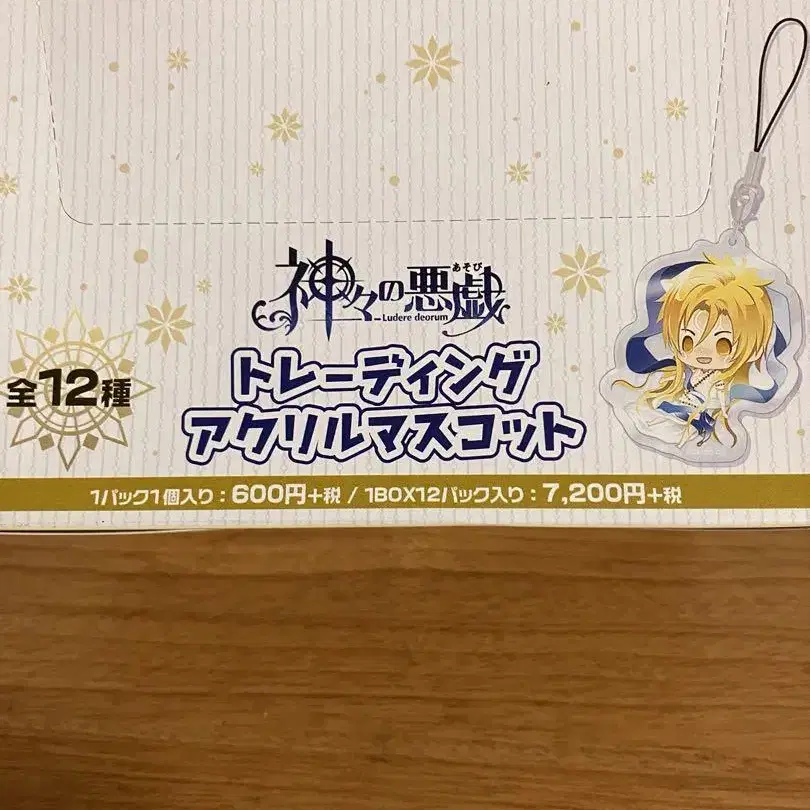 神々の悪戯
あそび
Ludere deorum
トレーディング
アクリルマスコット
全12種
1パック1個入り:600円+税 / 1BOX12パック入り:7,200円+税